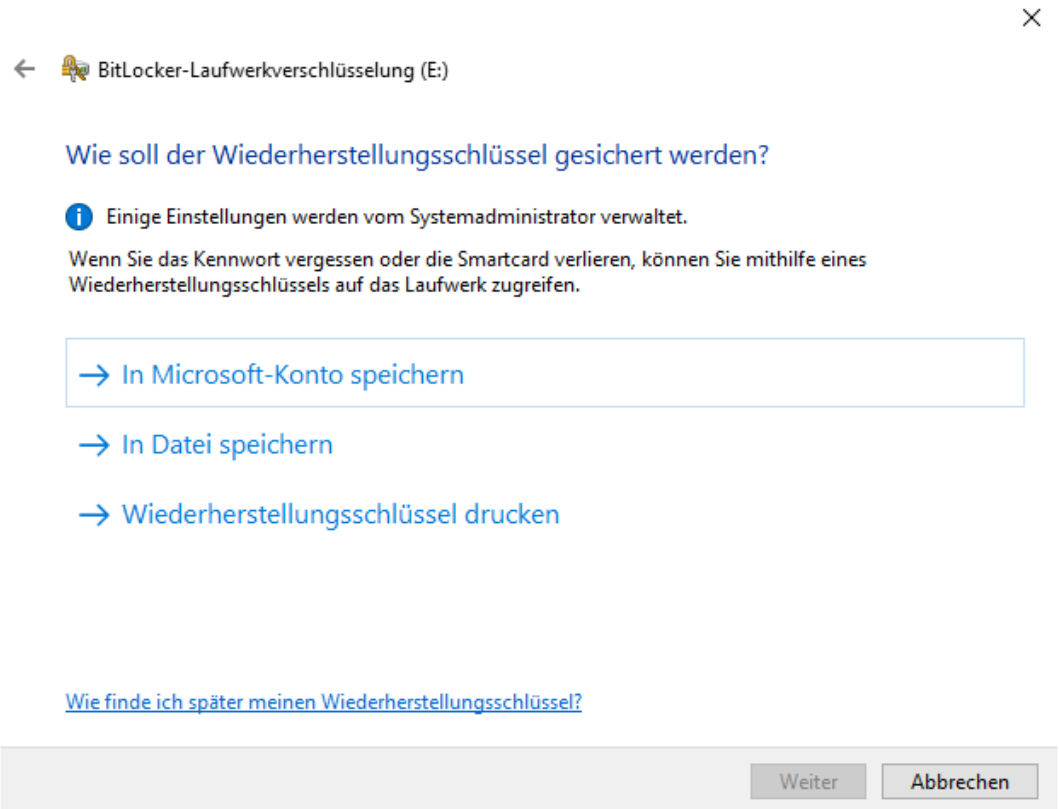 BitLocker-Laufwerkverschlüsselung (E:)
Wie soll der Wiederherstellungsschlüssel gesichert werden?
Einige Einstellungen werden vom Systemadministrator verwaltet.
Wenn Sie das Kennwort vergessen oder die Smartcard verlieren, können Sie mithilfe eines
Wiederherstellungsschlüssels auf das Laufwerk zugreifen.
In Microsoft-Konto speichern
In Datei speichern
Wiederherstellungsschlüssel drucken
Wie finde ich später meinen Wiederherstellungsschlüssel?
Weiter
Abbrechen